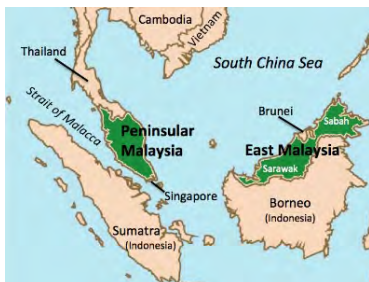 Cambodia
Thailand
Vietnam
South China Sea
Strait of Malacca
Peninsular
Malaysia
Brunei
Sabah
East Malaysia
Sarawak
Singapore
Borneo
(Indonesia)
Sumatra
(Indonesia)